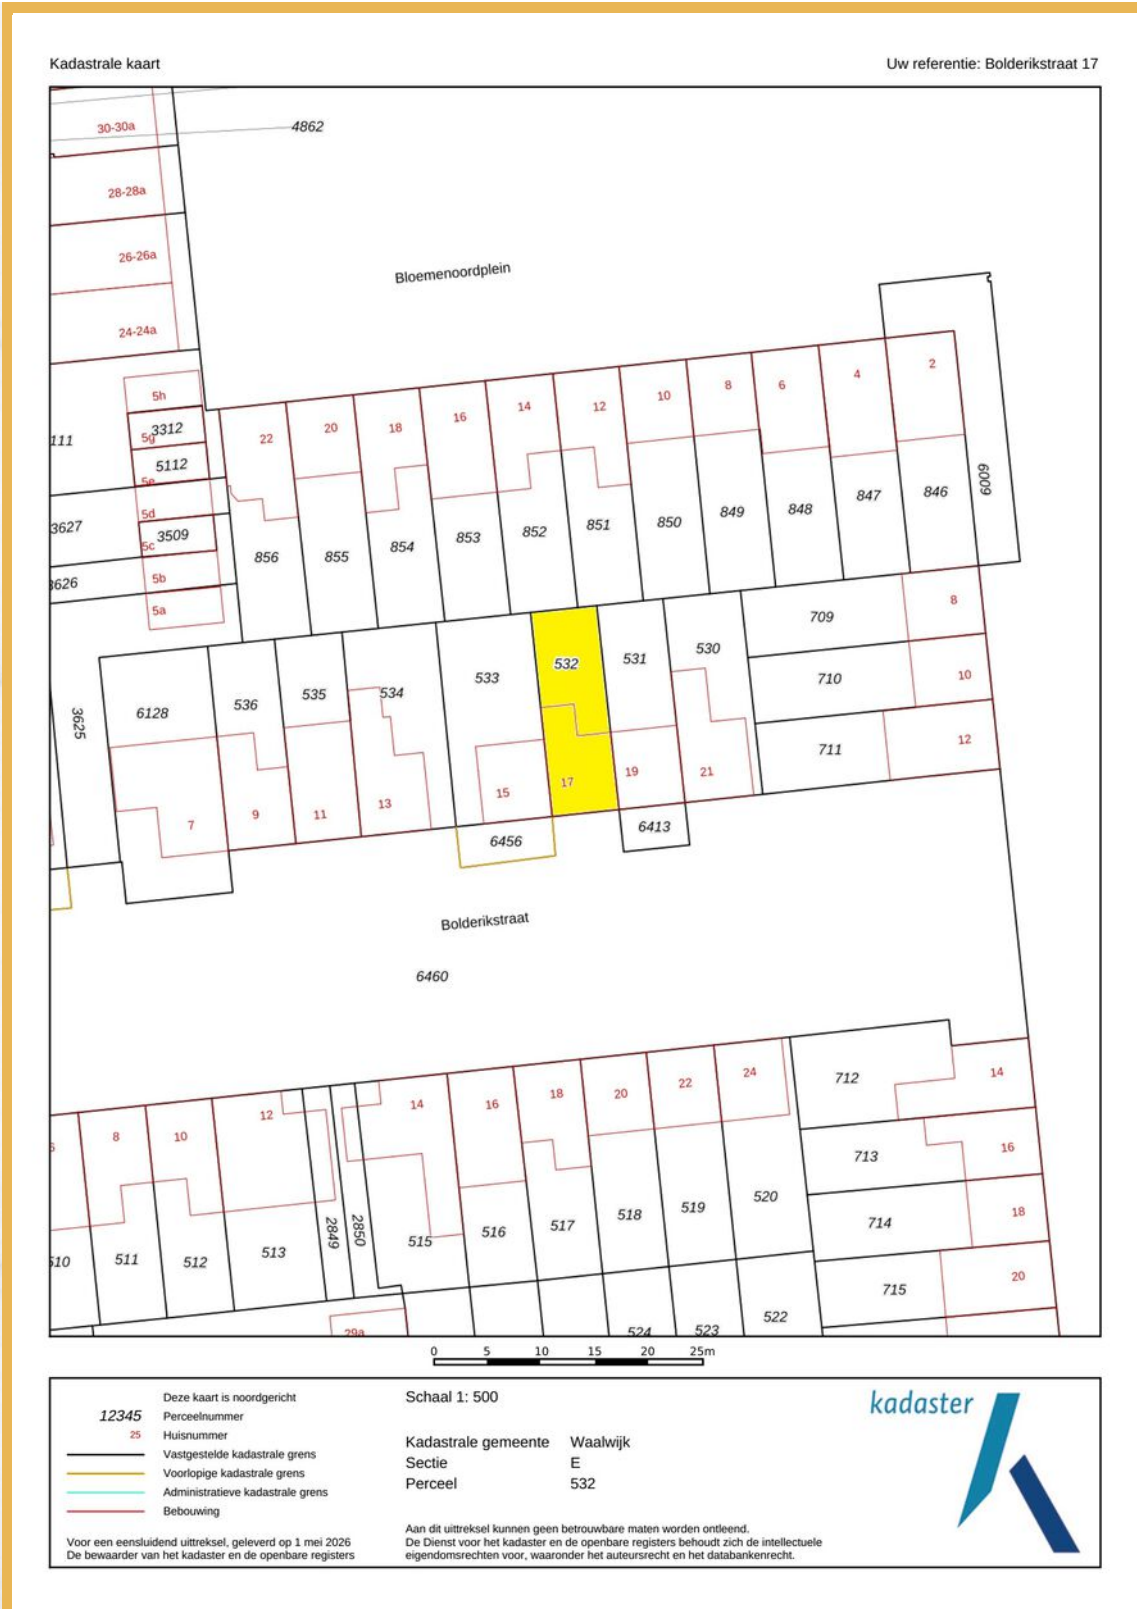 Kadastrale kaart
Uw referentie: Bolderikstraat 17
30-30a
4862
28-28a
26-26a
Bloemenoordplein
24-24a
5h
3312
5g
111
5112
5e
5d
3627
3509
5c
3626
5b
5a
22
20
18
16
14
12
10
8
6
4
2
856
855
854
853
852
851
850
849
848
847
846
6009
709
8
710
10
711
12
3625
6128
536
535
534
533
532
531
530
7
9
11
13
15
17
19
21
6456
6413
Bolderikstraat
6460
8
10
12
14
16
18
20
22
24
712
14
713
16
714
18
715
20
510
511
512
513
2849
2850
515
516
517
518
519
520
29a
524
523
522
0 5 10 15 20 25m
Deze kaart is noordgericht
12345 Perceelnummer
25 Huisnummer
Vastgestelde kadastrale grens
Voorlopige kadastrale grens
Administratieve kadastrale grens
Bebouwing
Voor een eensluidend uittreksel, geleverd op 1 mei 2026
De bewaarder van het kadaster en de openbare registers
Schaal 1: 500
Kadastrale gemeente Waalwijk
Sectie E
Perceel 532
Aan dit uittreksel kunnen geen betrouwbare maten worden ontleend.
De Dienst voor het kadaster en de openbare registers behoudt zich de intellectuele
eigendomsrechten voor, waaronder het auteursrecht en het databankenrecht.
kadaster